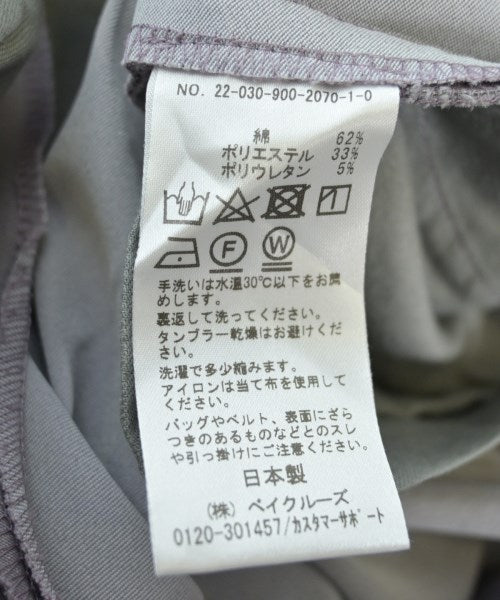 NO. 22-030-900-2070-1-0
綿 62%
ポリエステル 33%
ポリウレタン 5%
F W
手洗いは水温30℃以下をお薦
めします。
裏返して洗ってください。
タンブラー乾燥はお避けくださ
い。
洗濯で多少縮みます。
アイロンは当て布を使用して
ください。
バッグやベルト、表面にざら
つきのあるものなどとのスレ
や引っ掛けにご注意ください。
日本製
(株) ベイクルーズ
0120-301457/カスタマーサポート